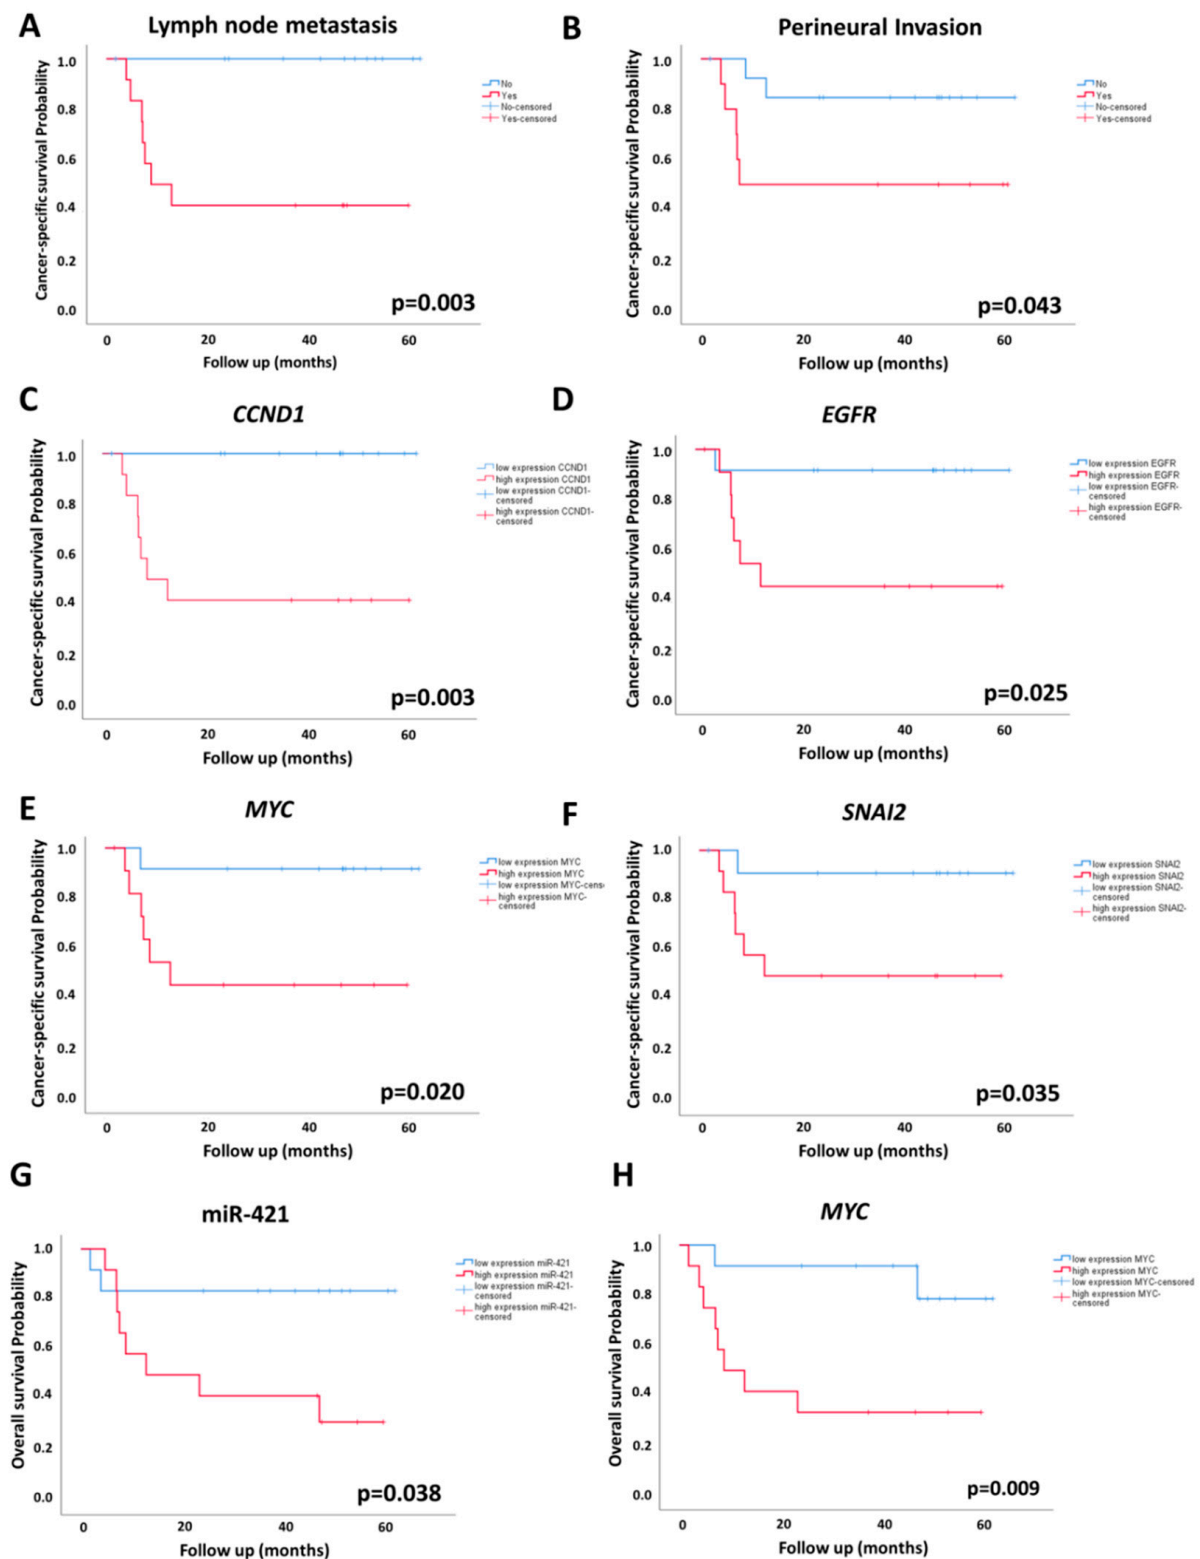 A
Lymph node metastasis
Cancer-specific survival Probability
1.0
0.8
0.6
0.4
0.2
0.0
No
Yes
No-censored
Yes-censored
p=0.003
0 20 40 60
Follow up (months)
B
Perineural Invasion
Cancer-specific survival Probability
1.0
0.8
0.6
0.4
0.2
0.0
No
Yes
No-censored
Yes-censored
p=0.043
0 20 40 60
Follow up (months)
C
CCND1
Cancer-specific survival Probability
1.0
0.8
0.6
0.4
0.2
0.0
low expression CCND1
high expression CCND1
low expression CCND1-
censored
high expression CCND1-
censored
p=0.003
0 20 40 60
Follow up (months)
D
EGFR
Cancer-specific survival Probability
1.0
0.8
0.6
0.4
0.2
0.0
low expression EGFR
high expression EGFR
low expression EGFR-
censored
high expression EGFR-
censored
p=0.025
0 20 40 60
Follow up (months)
E
MYC
Cancer-specific survival Probability
1.0
0.8
0.6
0.4
0.2
0.0
low expression MYC
high expression MYC
low expression MYC-cens
high expression MYC-
censored
p=0.020
0 20 40 60
Follow up (months)
F
SNAI2
Cancer-specific survival Probability
1.0
0.8
0.6
0.4
0.2
0.0
low expression SNAI2
high expression SNAI2
low expression SNAI2-
censored
high expression SNAI2-
censored
p=0.035
0 20 40 60
Follow up (months)
G
miR-421
Overall survival Probability
1.0
0.8
0.6
0.4
0.2
0.0
low expression miR-421
high expression miR-421
low expression miR-421-
censored
high expression miR-421-
censored
p=0.038
0 20 40 60
Follow up (months)
H
MYC
Overall survival Probability
1.0
0.8
0.6
0.4
0.2
0.0
low expression MYC
high expression MYC
low expression MYC-censored
high expression MYC-
censored
p=0.009
0 20 40 60
Follow up (months)